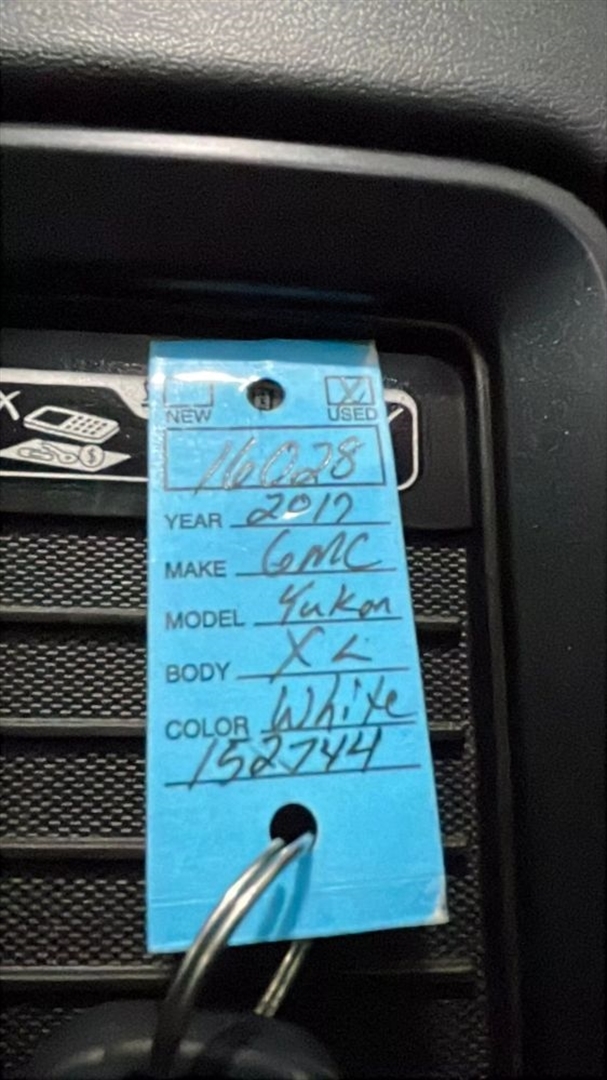 NEW
X USED
16028
YEAR 2017
MAKE GMC
MODEL Yukon
BODY XL
COLOR White
152744